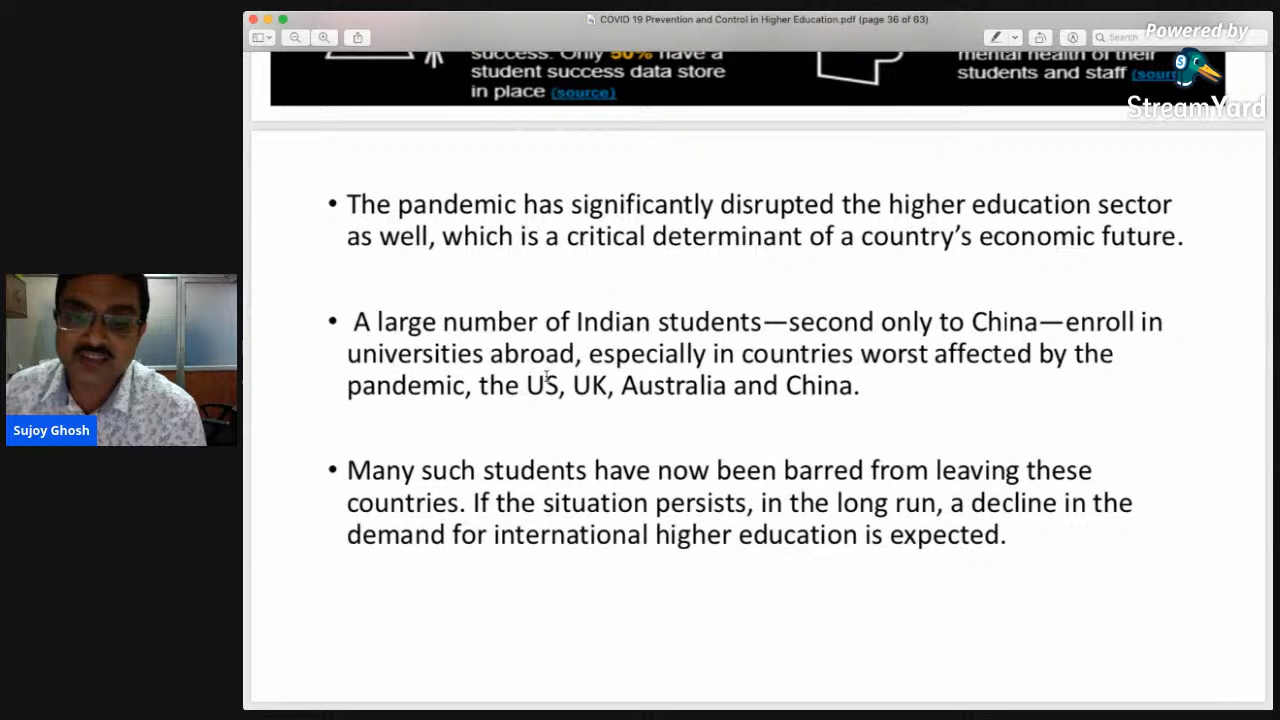 COVID 19 Prevention and Control in Higher Education.pdf (page 36 of 63)
Powered by
Search
StreamYard
success. Only 50% have a
student success data store
in place (source)
mental health of their
students and staff (sour
• The pandemic has significantly disrupted the higher education sector
as well, which is a critical determinant of a country’s economic future.
• A large number of Indian students—second only to China—enroll in
universities abroad, especially in countries worst affected by the
pandemic, the US, UK, Australia and China.
• Many such students have now been barred from leaving these
countries. If the situation persists, in the long run, a decline in the
demand for international higher education is expected.
Sujoy Ghosh